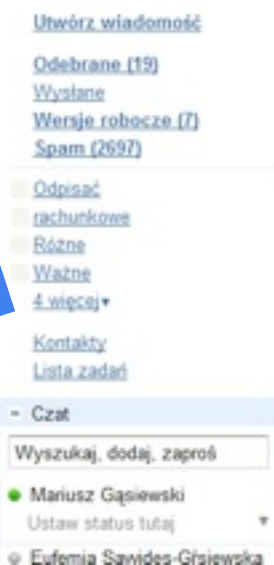 Utwórz wiadomość
Odebrane (19)
Wysłane
Wersje robocze (7)
Spam (2697)
Odpisać
rachunkowe
Różne
Ważne
4 więcej▾
Kontakty
Lista zadań
- Czat
Wyszukaj, dodaj, zaproś
Mariusz Gąsiewski
Ustaw status tutaj
Eufemia